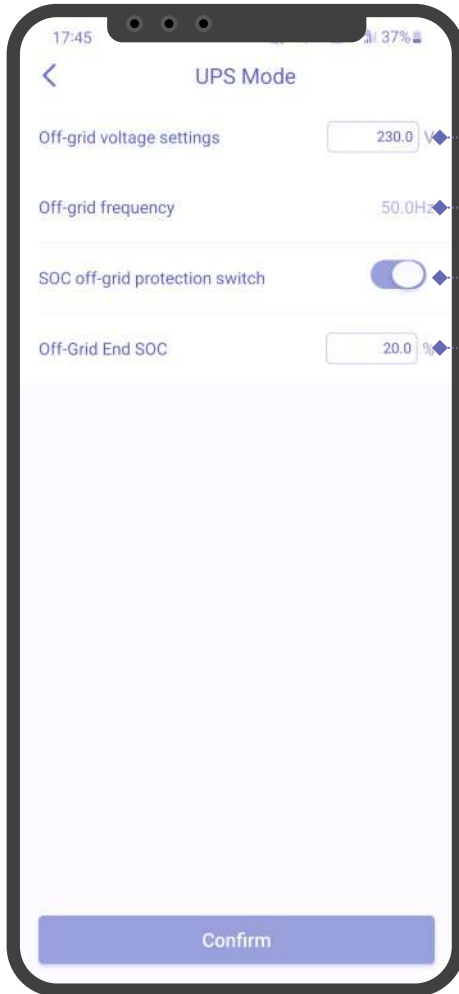 17:45 37%
UPS Mode
Off-grid voltage settings 230.0 V
Off-grid frequency 50.0Hz
SOC off-grid protection switch
Off-Grid End SOC 20.0 %
Confirm